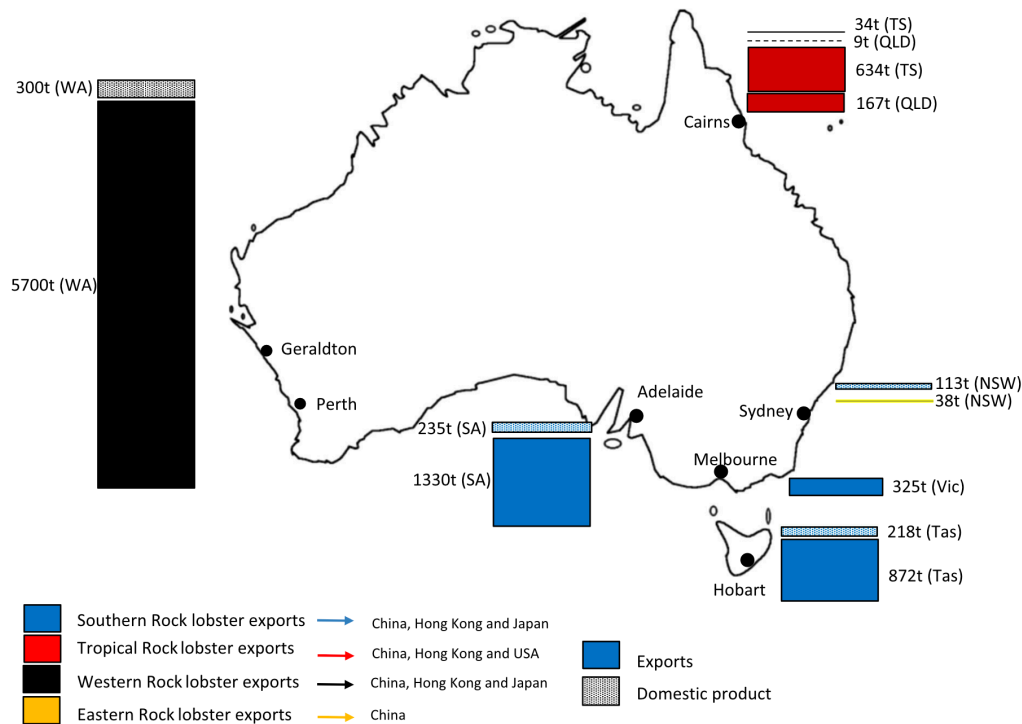 34t (TS)
9t (QLD)
634t (TS)
167t (QLD)
Cairns
300t (WA)
5700t (WA)
Geraldton
Perth
Adelaide
Sydney
Melbourne
Hobart
113t (NSW)
38t (NSW)
235t (SA)
1330t (SA)
325t (Vic)
218t (Tas)
872t (Tas)
Southern Rock lobster exports
China, Hong Kong and Japan
Tropical Rock lobster exports
China, Hong Kong and USA
Western Rock lobster exports
China, Hong Kong and Japan
Eastern Rock lobster exports
China
Exports
Domestic product